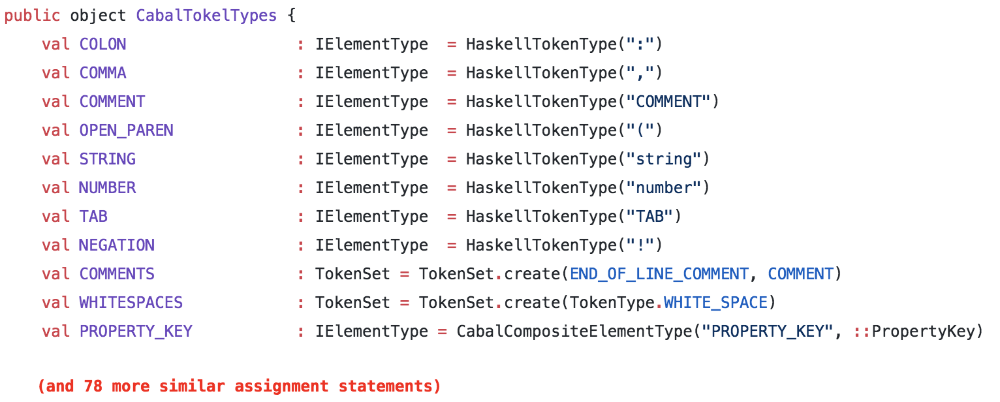 public object CabalTokelTypes {
val COLON : IElementType = HaskellTokenType(":")
val COMMA : IElementType = HaskellTokenType(",")
val COMMENT : IElementType = HaskellTokenType("COMMENT")
val OPEN_PAREN : IElementType = HaskellTokenType("(")
val STRING : IElementType = HaskellTokenType("string")
val NUMBER : IElementType = HaskellTokenType("number")
val TAB : IElementType = HaskellTokenType("TAB")
val NEGATION : IElementType = HaskellTokenType("!")
val COMMENTS : TokenSet = TokenSet.create(END_OF_LINE_COMMENT, COMMENT)
val WHITESPACES : TokenSet = TokenSet.create(TokenType.WHITE_SPACE)
val PROPERTY_KEY : IElementType = CabalCompositeElementType("PROPERTY_KEY", ::PropertyKey)
(and 78 more similar assignment statements)